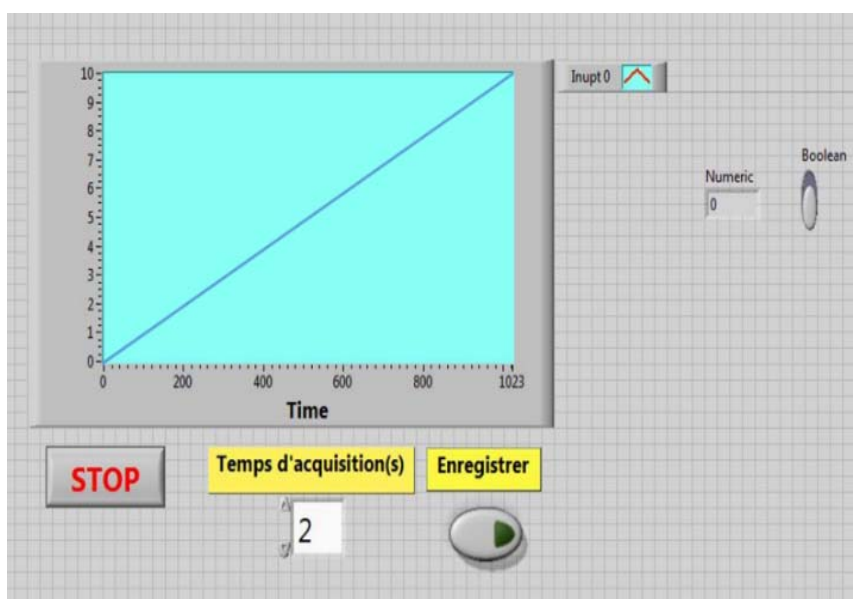 10
9
8
7
6
5
4
3
2
1
0
0 200 400 600 800 1023
Time
Inupt 0
Numeric
0
Boolean
STOP
Temps d'acquisition(s)
2
Enregistrer